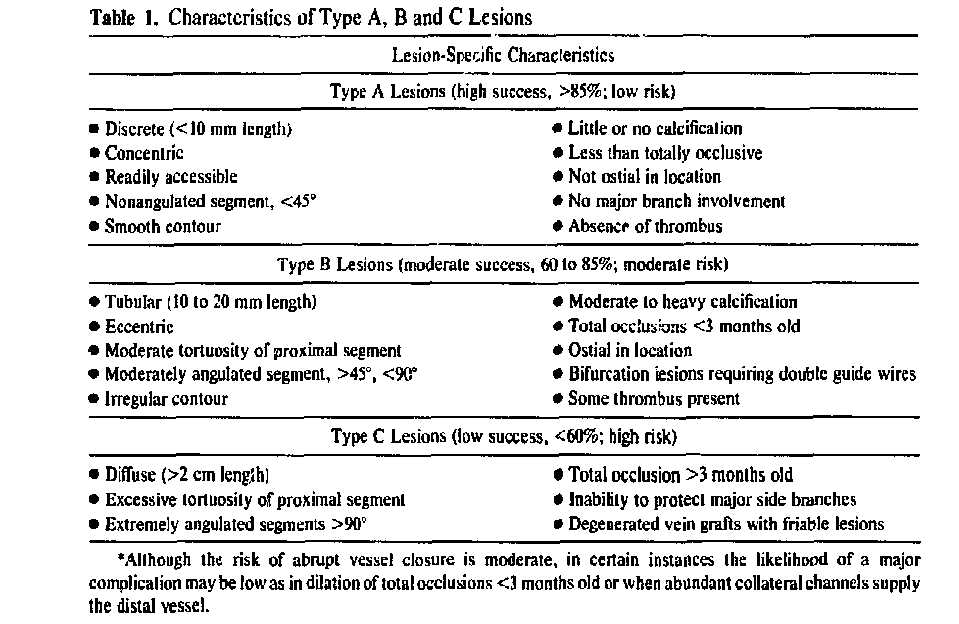 Table 1. Characteristics of Type A, B and C Lesions
Lesion-Specific Characteristics
Type A Lesions (high success, >85%; low risk)
• Discrete (<10 mm length)
• Little or no calcification
• Concentric
• Less than totally occlusive
• Readily accessible
• Not ostial in location
• Nonangulated segment, <45°
• No major branch involvement
• Smooth contour
• Absence of thrombus
Type B Lesions (moderate success, 60 to 85%; moderate risk)
• Tubular (10 to 20 mm length)
• Moderate to heavy calcification
• Eccentric
• Total occlusions <3 months old
• Moderate tortuosity of proximal segment
• Ostial in location
• Moderately angulated segment, >45°, <90°
• Bifurcation lesions requiring double guide wires
• Irregular contour
• Some thrombus present
Type C Lesions (low success, <60%; high risk)
• Diffuse (>2 cm length)
• Total occlusion >3 months old
• Excessive tortuosity of proximal segment
• Inability to protect major side branches
• Extremely angulated segments >90°
• Degenerated vein grafts with friable lesions
*Although the risk of abrupt vessel closure is moderate, in certain instances the likelihood of a major
complication may be low as in dilation of total occlusions <3 months old or when abundant collateral channels supply
the distal vessel.